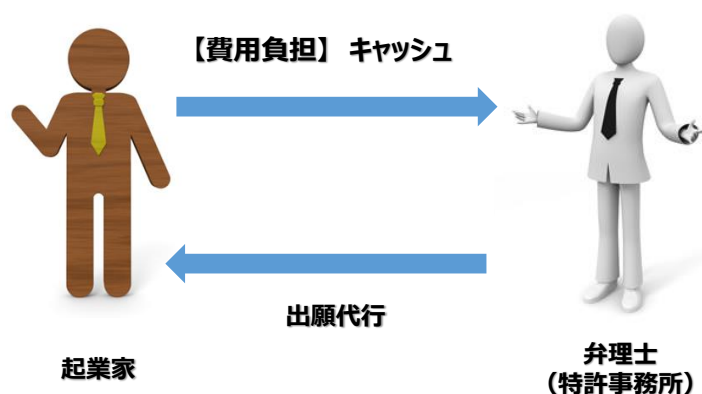 【費用負担】 キャッシュ
出願代行
起業家
弁理士
（特許事務所）